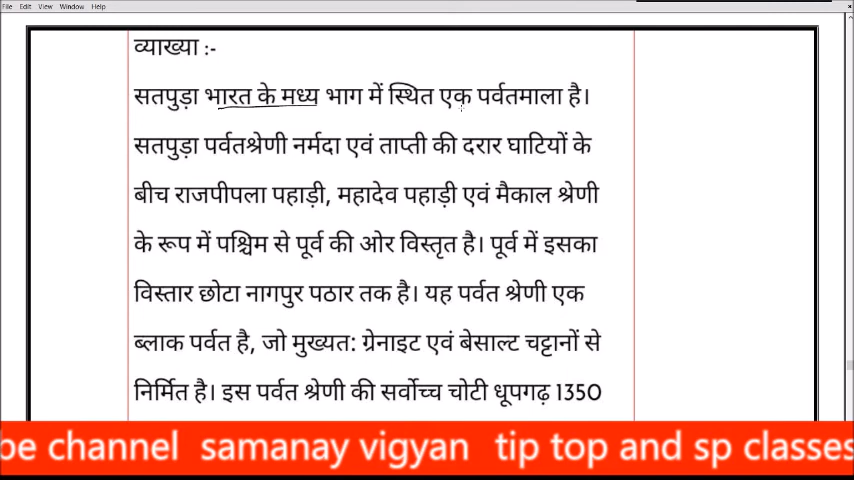 File Edit View Window Help
व्याख्या :-
सतपुड़ा भारत के मध्य भाग में स्थित एक पर्वतमाला है।
सतपुड़ा पर्वतश्रेणी नर्मदा एवं ताप्ती की दरार घाटियों के
बीच राजपीपला पहाड़ी, महादेव पहाड़ी एवं मैकाल श्रेणी
के रूप में पश्चिम से पूर्व की ओर विस्तृत है। पूर्व में इसका
विस्तार छोटा नागपुर पठार तक है। यह पर्वत श्रेणी एक
ब्लाक पर्वत है, जो मुख्यत: ग्रेनाइट एवं बेसाल्ट चट्टानों से
निर्मित है। इस पर्वत श्रेणी की सर्वोच्च चोटी धूपगढ़ 1350
be channel samanay vigyan tip top and sp classes